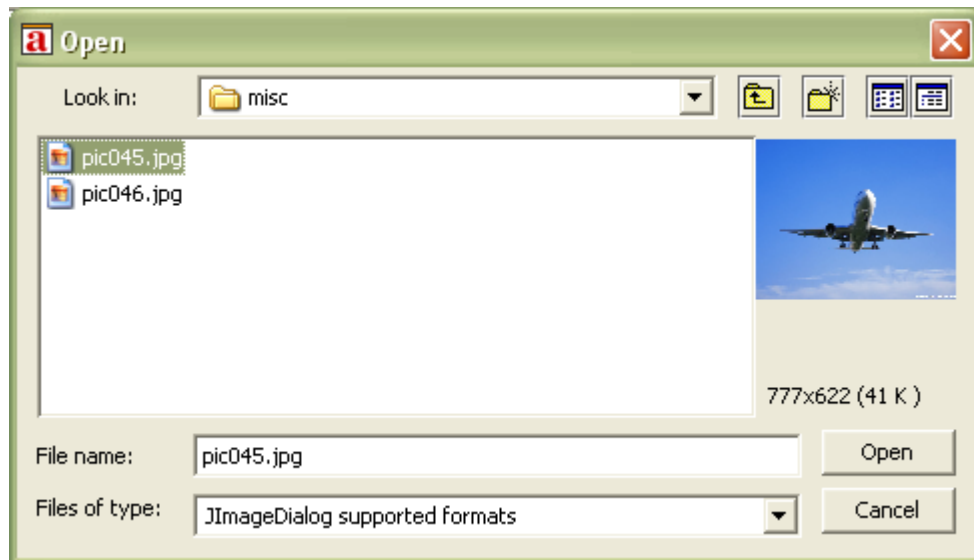 a Open
Look in: misc
pic045.jpg
pic046.jpg
777x622 (41 K )
File name: pic045.jpg Open
Files of type: JImageDialog supported formats Cancel